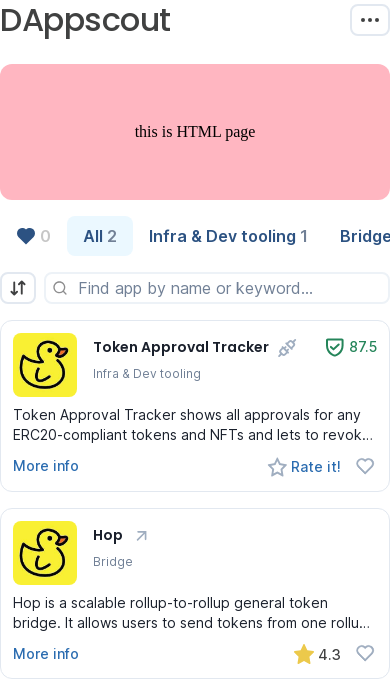 DAppscout
this is HTML page
0 All 2 Infra & Dev tooling 1 Bridge
Find app by name or keyword...
Token Approval Tracker 87.5
Infra & Dev tooling
Token Approval Tracker shows all approvals for any
ERC20-compliant tokens and NFTs and lets to revok...
More info Rate it!
Hop
Bridge
Hop is a scalable rollup-to-rollup general token
bridge. It allows users to send tokens from one rollu...
More info 4.3